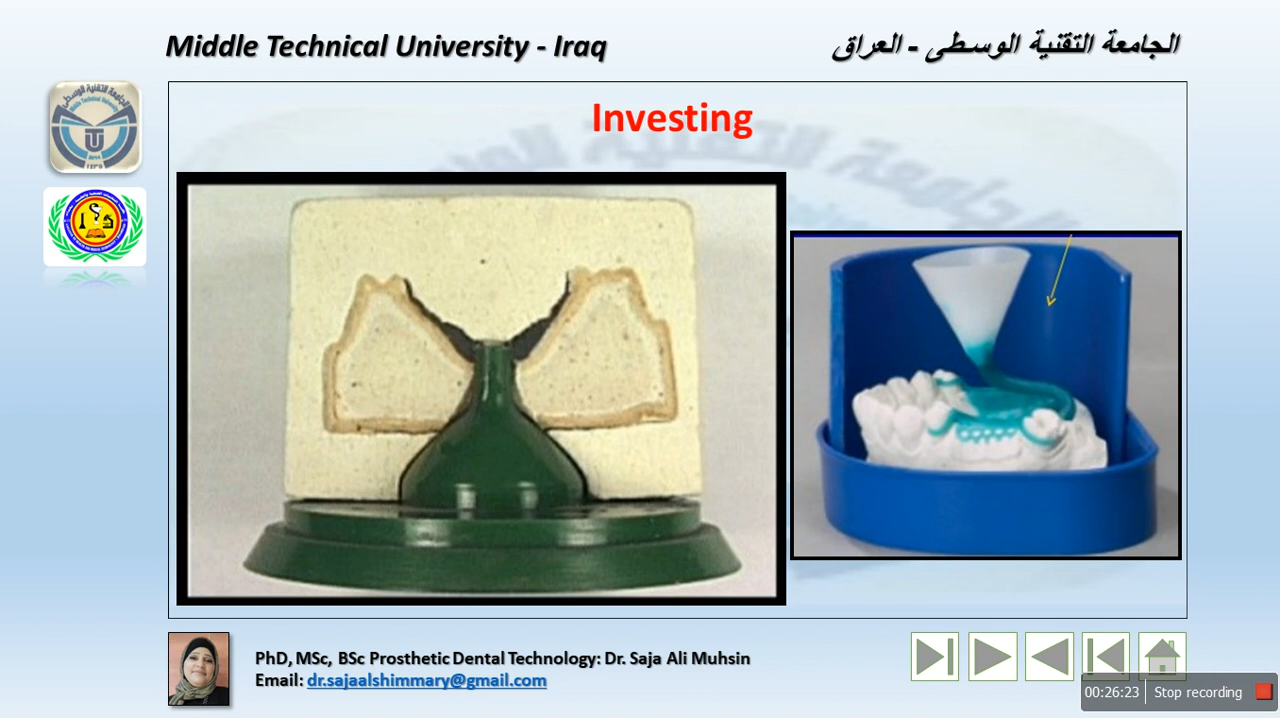 Middle Technical University - Iraq
الجامعة التقنية الوسطى - العراق
Investing
PhD, MSc, BSc Prosthetic Dental Technology: Dr. Saja Ali Muhsin
Email: dr.sajaalshimmary@gmail.com
00:26:23 Stop recording